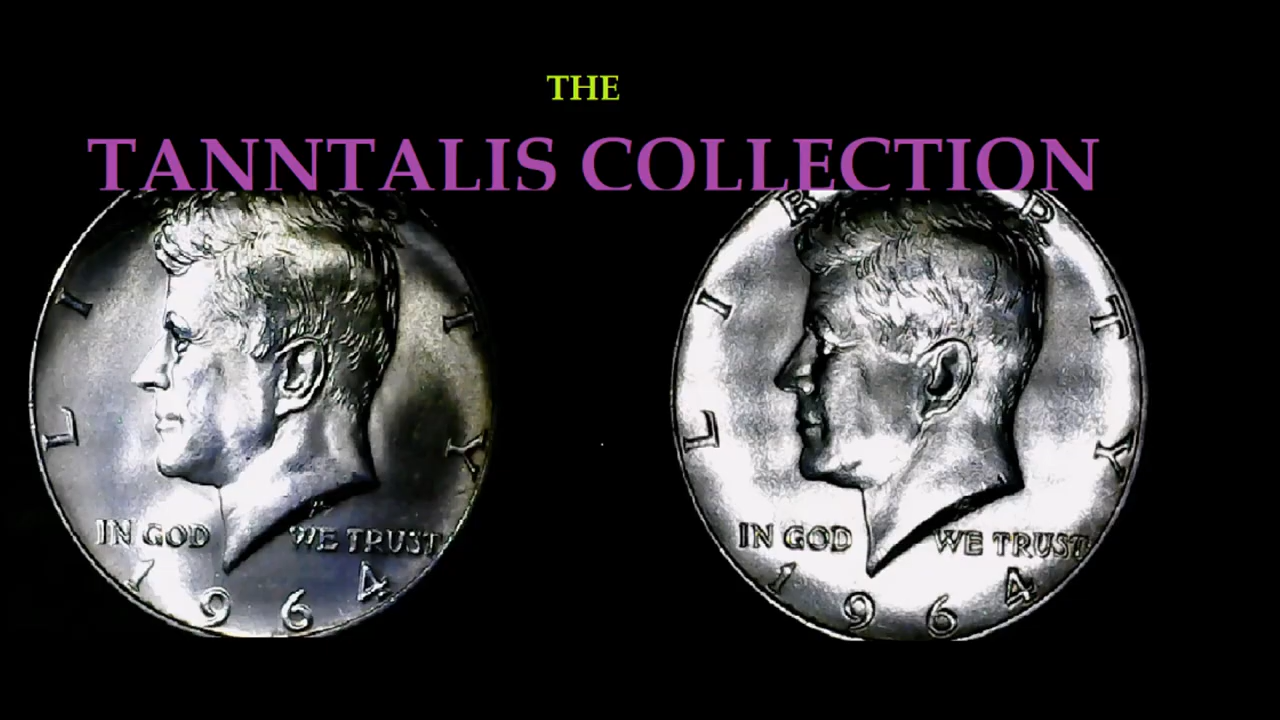 THE
TANNTALIS COLLECTION
LIBERTY
IN GOD WE TRUST
1964
LIBERTY
IN GOD WE TRUST
1964